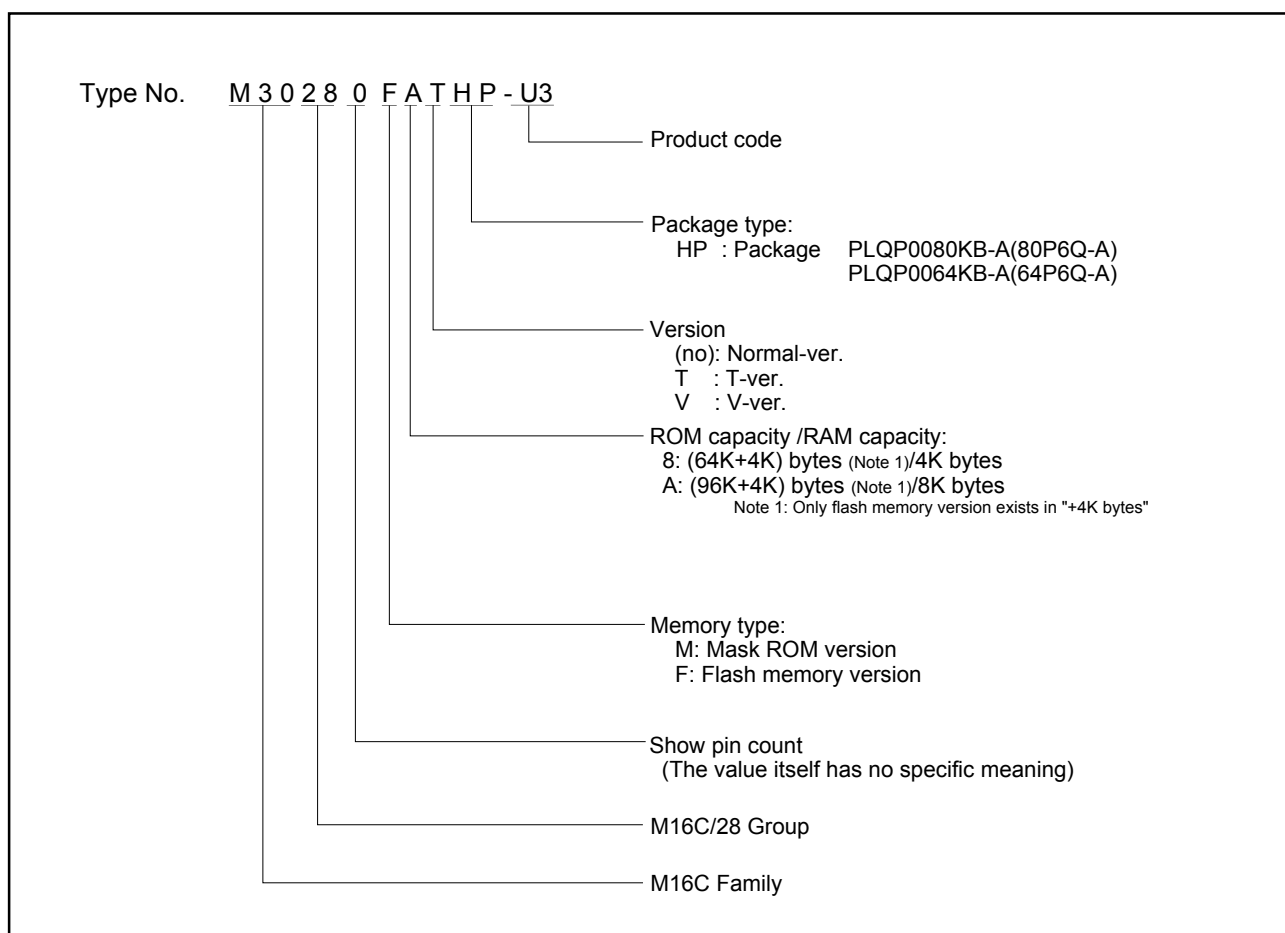 Type No. M 3 0 2 8 0 F A T H P - U3
Product code
Package type:
HP : Package PLQP0080KB-A(80P6Q-A)
PLQP0064KB-A(64P6Q-A)
Version
(no): Normal-ver.
T : T-ver.
V : V-ver.
ROM capacity /RAM capacity:
8: (64K+4K) bytes (Note 1)/4K bytes
A: (96K+4K) bytes (Note 1)/8K bytes
Note 1: Only flash memory version exists in "+4K bytes"
Memory type:
M: Mask ROM version
F: Flash memory version
Show pin count
(The value itself has no specific meaning)
M16C/28 Group
M16C Family